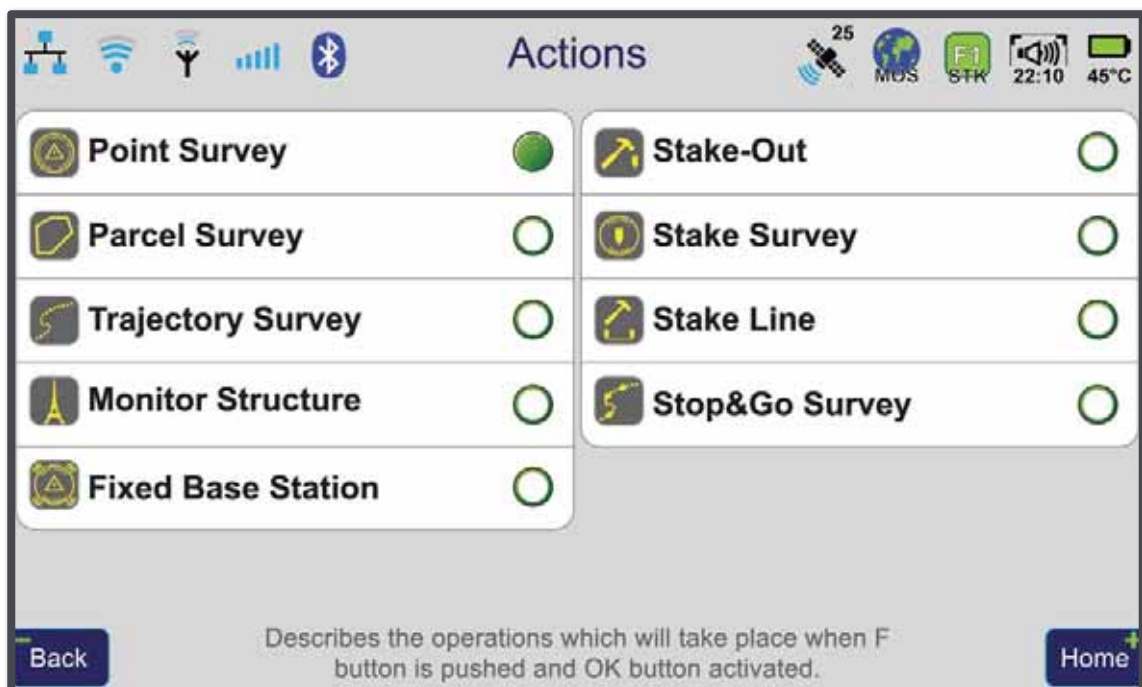 Actions
25
MOS
F1
STK
22:10
45°C
Point Survey
Parcel Survey
Trajectory Survey
Monitor Structure
Fixed Base Station
Stake-Out
Stake Survey
Stake Line
Stop&Go Survey
Back
Describes the operations which will take place when F
button is pushed and OK button activated.
Home